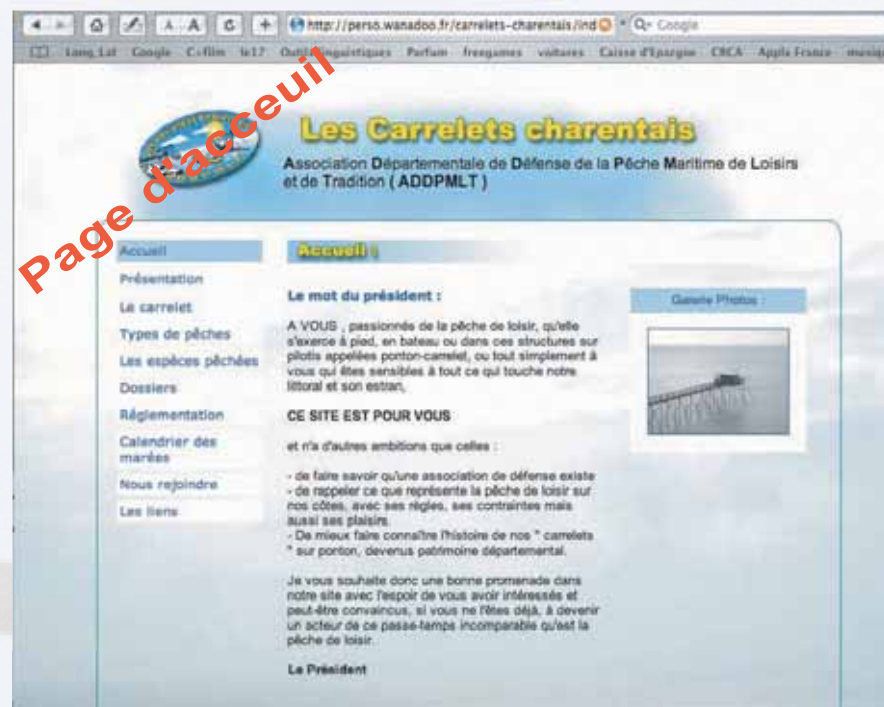 http://perso.wanadoo.fr/carrelets-charentais/ind
Google
Long Lat Google C-film le17 Parfum freegames voitures Caisse d'Epargne CRCA Apple France
Page d'acceuil
Les Carrelets charentais
Association Départementale de Défense de la Pêche Maritime de Loisirs
et de Tradition ( ADDPMLT )
Accueil
Présentation
Le carrelet
Types de pêches
Les espèces pêchées
Dossiers
Réglementation
Calendrier des
marées
Nous rejoindre
Les liens
Accueil :
Le mot du président :
A VOUS , passionnés de la pêche de loisir, qu'elle
s'exerce à pied, en bateau ou dans ces structures sur
pilotis appelées ponton-carrelet, ou tout simplement à
vous qui êtes sensibles à tout ce qui touche notre
littoral et son estran,
CE SITE EST POUR VOUS
et n'a d'autres ambitions que celles :
- de faire savoir qu'une association de défense existe
- de rappeler ce que représente la pêche de loisir sur
nos côtes, avec ses règles, ses contraintes mais
aussi ses plaisirs.
- De mieux faire connaître l'histoire de nos " carrelets
" sur ponton, devenus patrimoine départemental.
Je vous souhaite donc une bonne promenade dans
notre site avec l'espoir de vous avoir intéressés et
peut-être convaincus, si vous ne l'êtes déjà, à devenir
un acteur de ce passe-temps incomparable qu'est la
pêche de loisir.
Le Président
Galerie Photos :